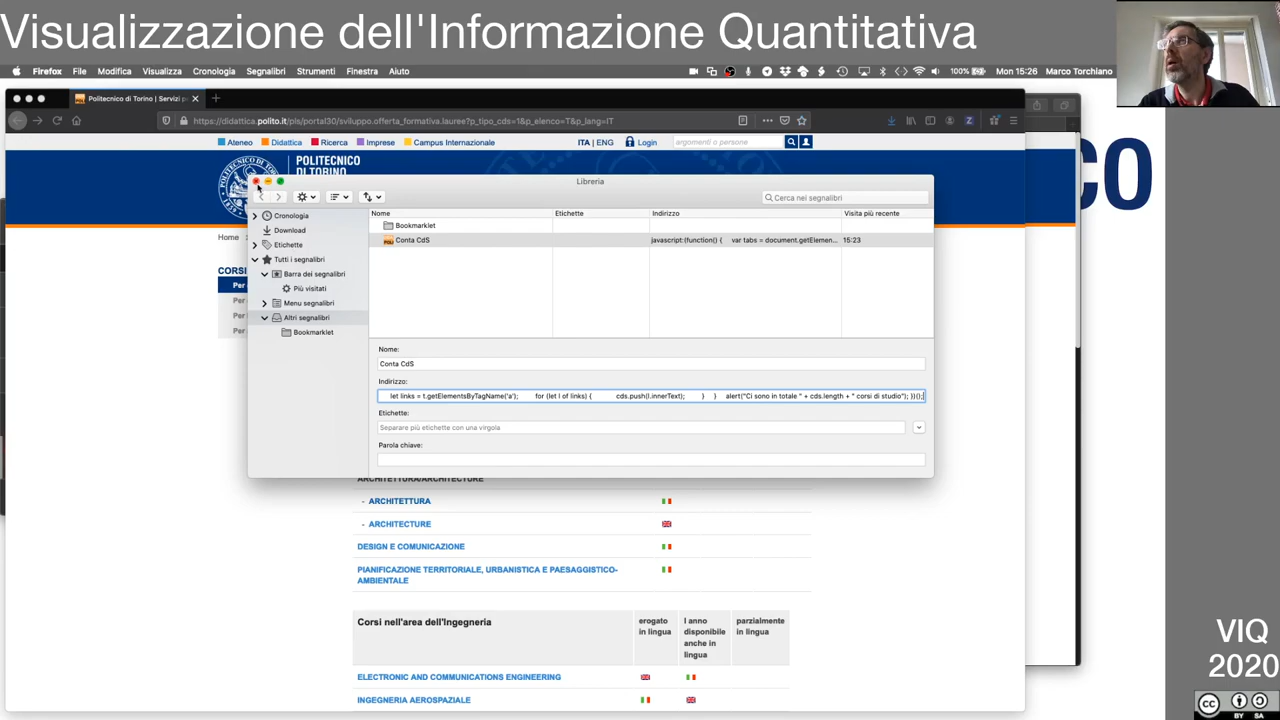 Visualizzazione dell'Informazione Quantitativa
Firefox File Modifica Visualizza Cronologia Segnalibri Strumenti Finestra Aiuto 100% Mon 15:26 Marco Torchiano
Politecnico di Torino | Servizi p
https://didattica.polito.it/pls/portal30/sviluppo.offerta_formativa.lauree?p_tipo_cds=1&p_elenco=T&p_lang=IT
Ateneo Didattica Ricerca Imprese Campus Internazionale ITA | ENG Login argomenti o persone
POLITECNICO
DI TORINO
CO
Libreria
Cerca nei segnalibri
Nome Etichette Indirizzo Visita più recente
Cronologia
Download
Etichette
Tutti i segnalibri
Barra dei segnalibri
Più visitati
Menu segnalibri
Altri segnalibri
Bookmarklet
Bookmarklet
Conta CdS javascript:(function() { var tabs = document.getElemen... 15:23
Home
CORSI
Per
Per
Per
Per
Nome:
Conta CdS
Indirizzo:
let links = t.getElementsByTagName('a'); for (let l of links) { cds.push(l.innerText); } } alert("Ci sono in totale " + cds.length + " corsi di studio"); })();
Etichette:
Separare più etichette con una virgola
Parola chiave:
ARCHITETTURA/ARCHITECTURE
- ARCHITETTURA
- ARCHITECTURE
DESIGN E COMUNICAZIONE
PIANIFICAZIONE TERRITORIALE, URBANISTICA E PAESAGGISTICO-
AMBIENTALE
Corsi nell'area dell'Ingegneria
erogato
in lingua
I anno
disponibile
anche in
lingua
parzialmente
in lingua
ELECTRONIC AND COMMUNICATIONS ENGINEERING
INGEGNERIA AEROSPAZIALE
VIQ
2020
CC
BY SA